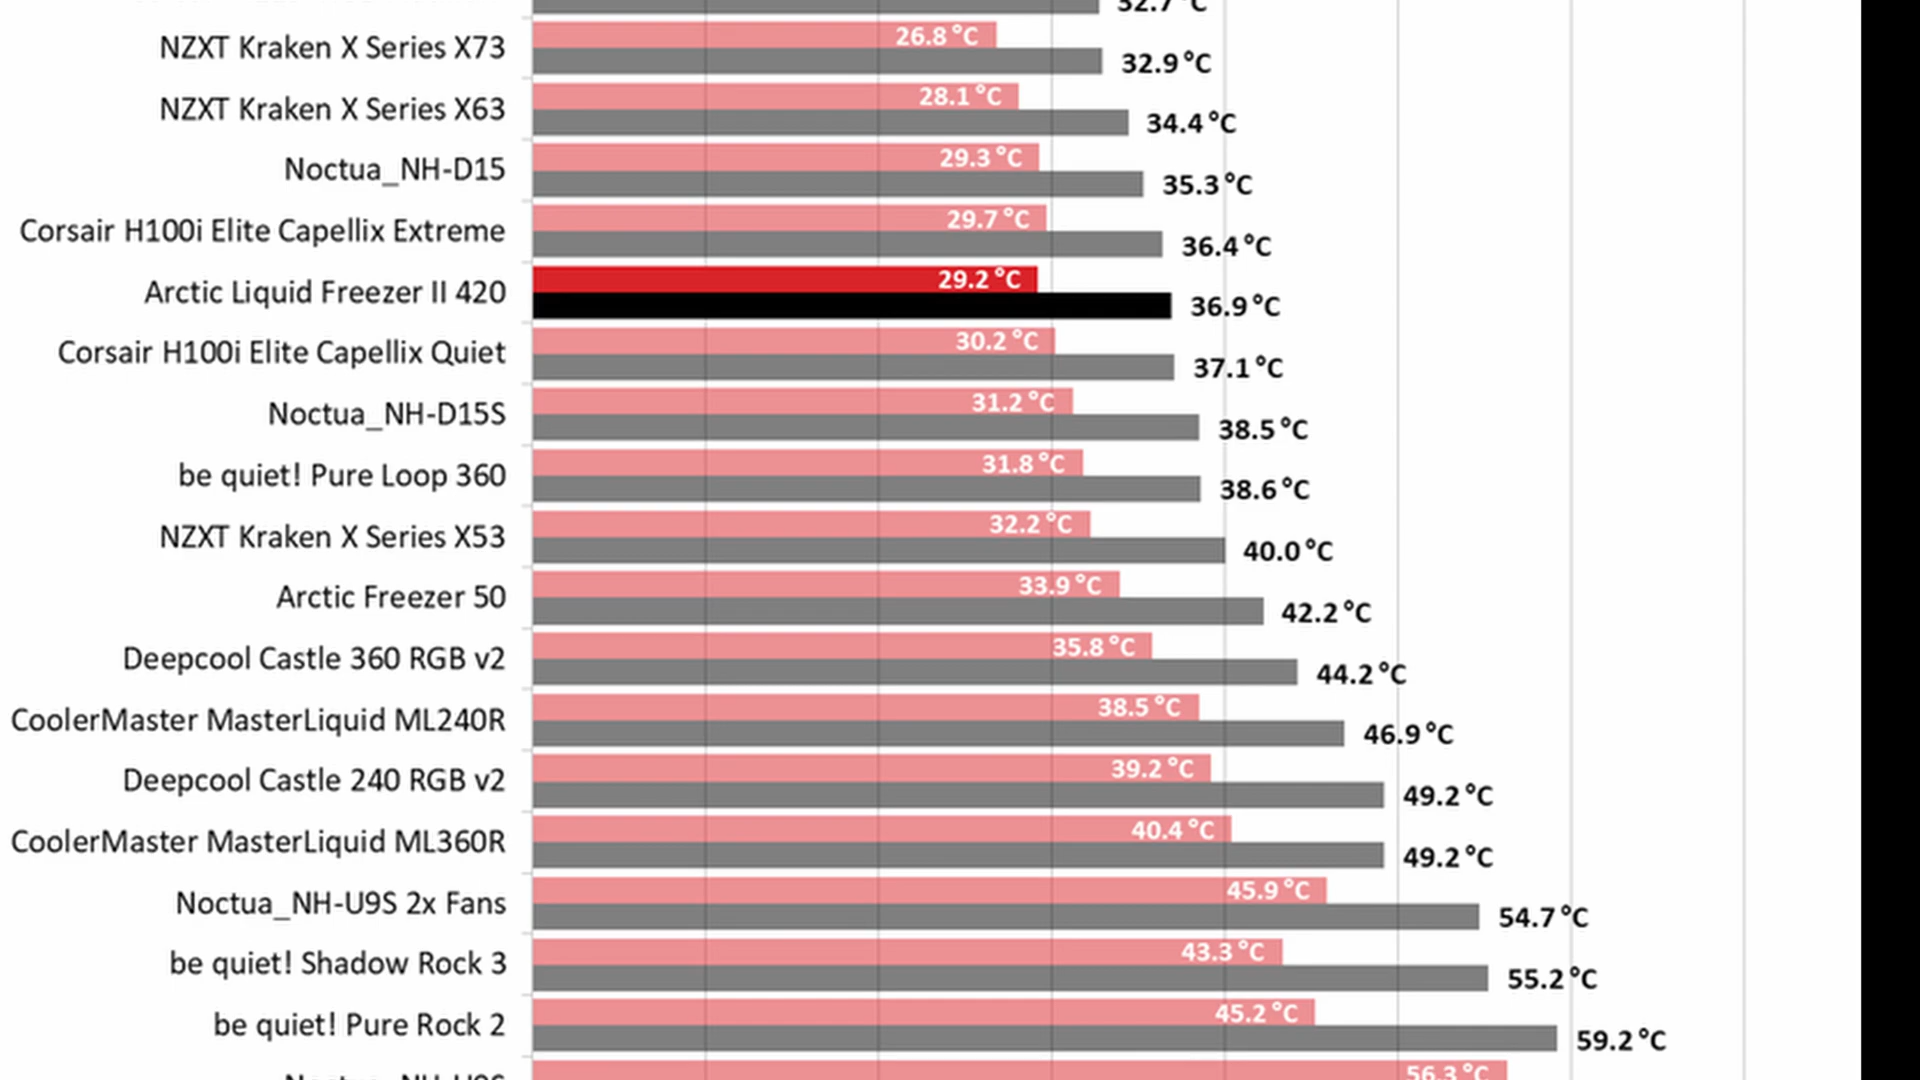 32.7 °C
NZXT Kraken X Series X73 26.8 °C 32.9 °C
NZXT Kraken X Series X63 28.1 °C 34.4 °C
Noctua_NH-D15 29.3 °C 35.3 °C
Corsair H100i Elite Capellix Extreme 29.7 °C 36.4 °C
Arctic Liquid Freezer II 420 29.2 °C 36.9 °C
Corsair H100i Elite Capellix Quiet 30.2 °C 37.1 °C
Noctua_NH-D15S 31.2 °C 38.5 °C
be quiet! Pure Loop 360 31.8 °C 38.6 °C
NZXT Kraken X Series X53 32.2 °C 40.0 °C
Arctic Freezer 50 33.9 °C 42.2 °C
Deepcool Castle 360 RGB v2 35.8 °C 44.2 °C
CoolerMaster MasterLiquid ML240R 38.5 °C 46.9 °C
Deepcool Castle 240 RGB v2 39.2 °C 49.2 °C
CoolerMaster MasterLiquid ML360R 40.4 °C 49.2 °C
Noctua_NH-U9S 2x Fans 45.9 °C 54.7 °C
be quiet! Shadow Rock 3 43.3 °C 55.2 °C
be quiet! Pure Rock 2 45.2 °C 59.2 °C
Noctua_NH-U9S 56.3 °C